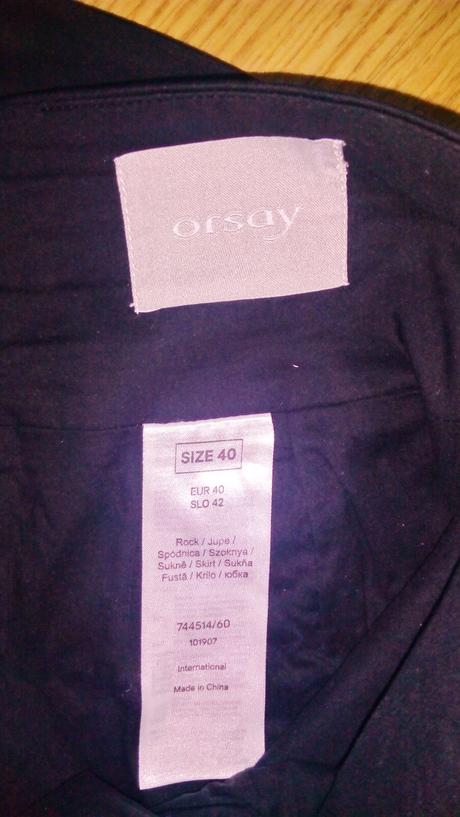 orsay
SIZE 40
EUR 40
SLO 42
Rock / Jupe /
Spódnica / Szoknya /
Sukně / Skirt / Sukňa
Fustă / Krilo / юбка
744514/60
101907
International
Made in China